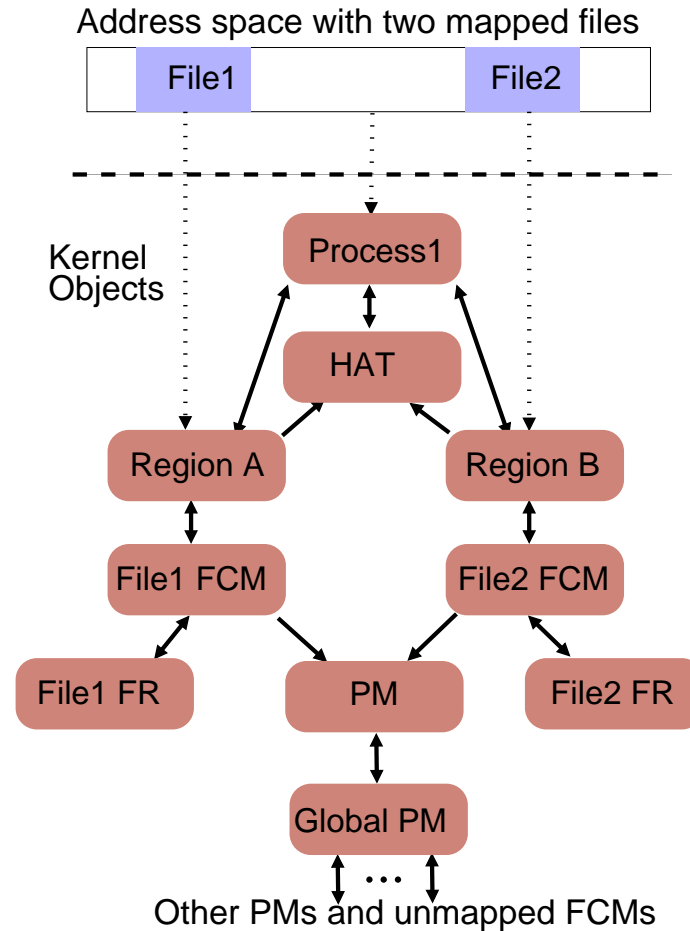 Address space with two mapped files
File1
File2
Process1
Kernel
Objects
HAT
Region A
Region B
File1 FCM
File2 FCM
File1 FR
PM
File2 FR
Global PM
...
Other PMs and unmapped FCMs